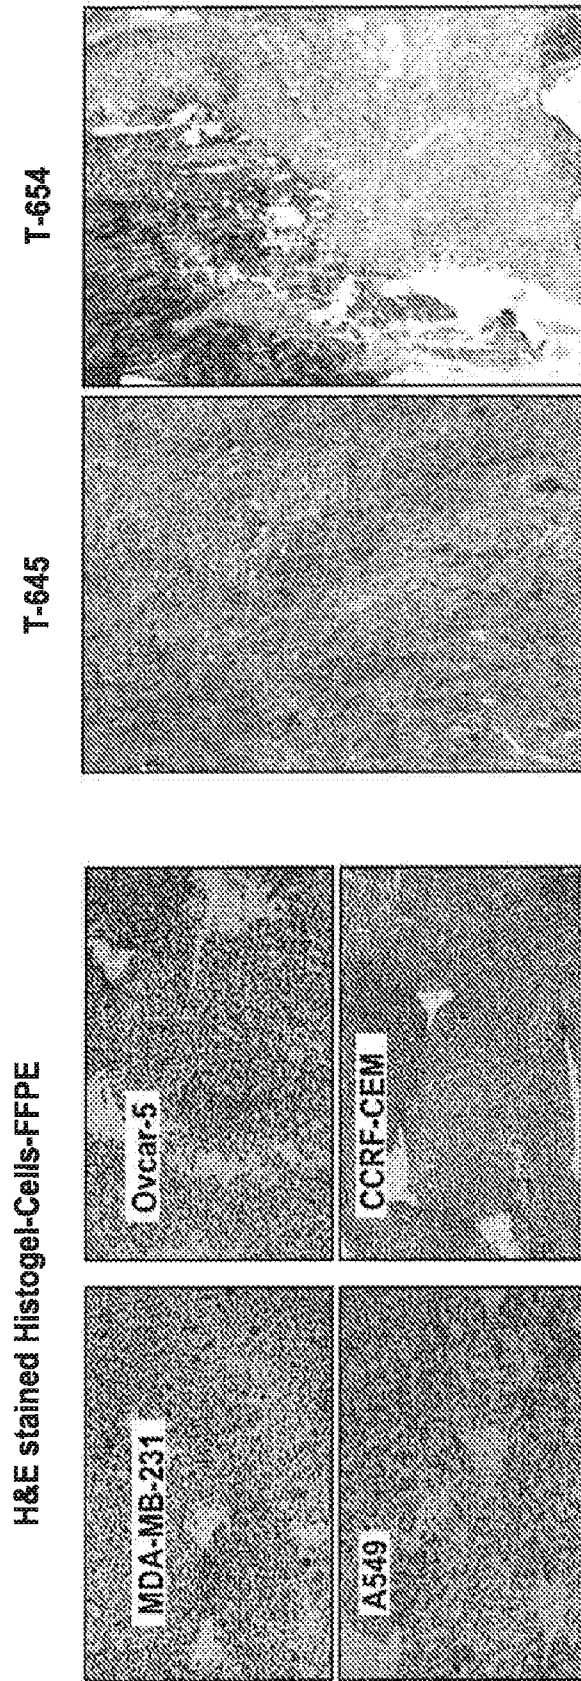 H&E stained Histogel-Cells-FFPE
MDA-MB-231
Ovcar-5
A549
CCRF-CEM
T-645
T-654